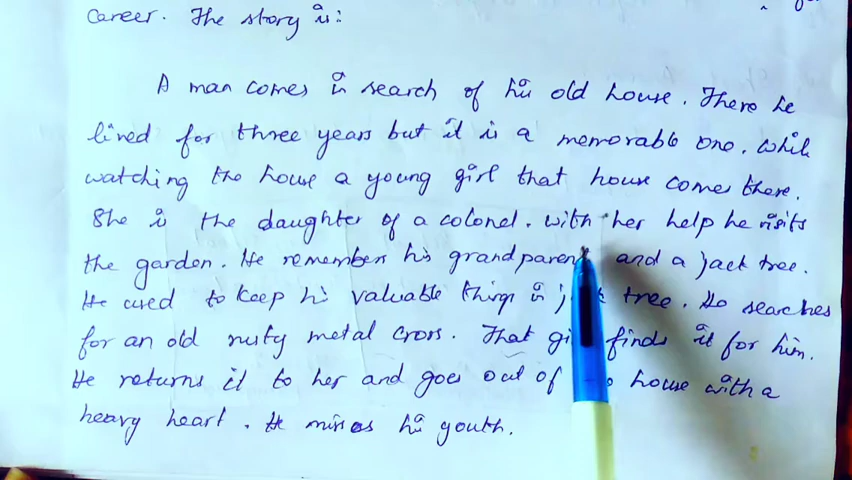 career. The story is:
A man comes in search of his old house. There he
lived for three years but it is a memorable one. While
watching the house a young girl that house comes there.
She is the daughter of a colonel. With her help he visits
the garden. He remembers his grandparents and a jack tree.
He used to keep his valuable things in tree. He searches
for an old rusty metal cross. That finds it for him.
He returns it to her and goes out of house with a
heavy heart. He misses his youth.